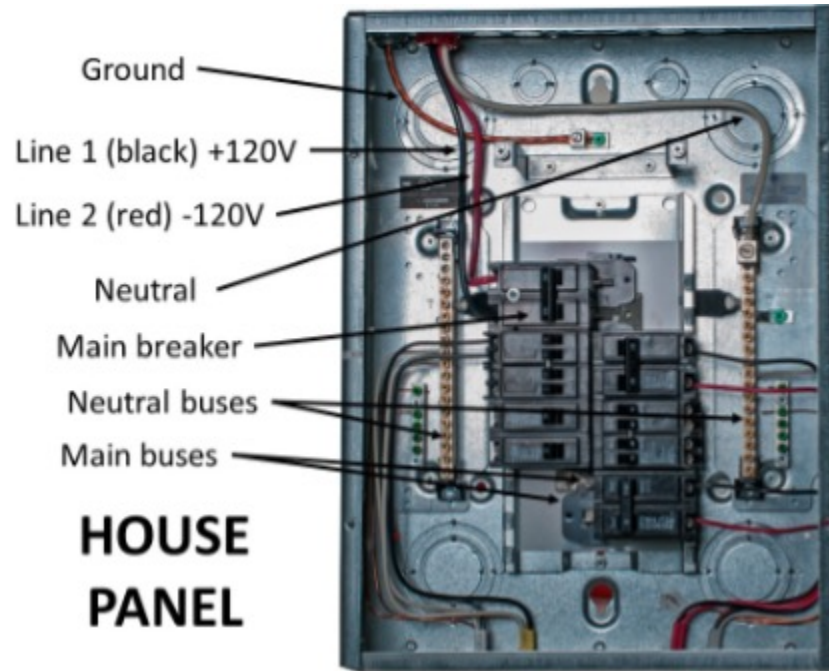 Ground
Line 1 (black) +120V
Line 2 (red) -120V
Neutral
Main breaker
Neutral buses
Main buses
HOUSE
PANEL